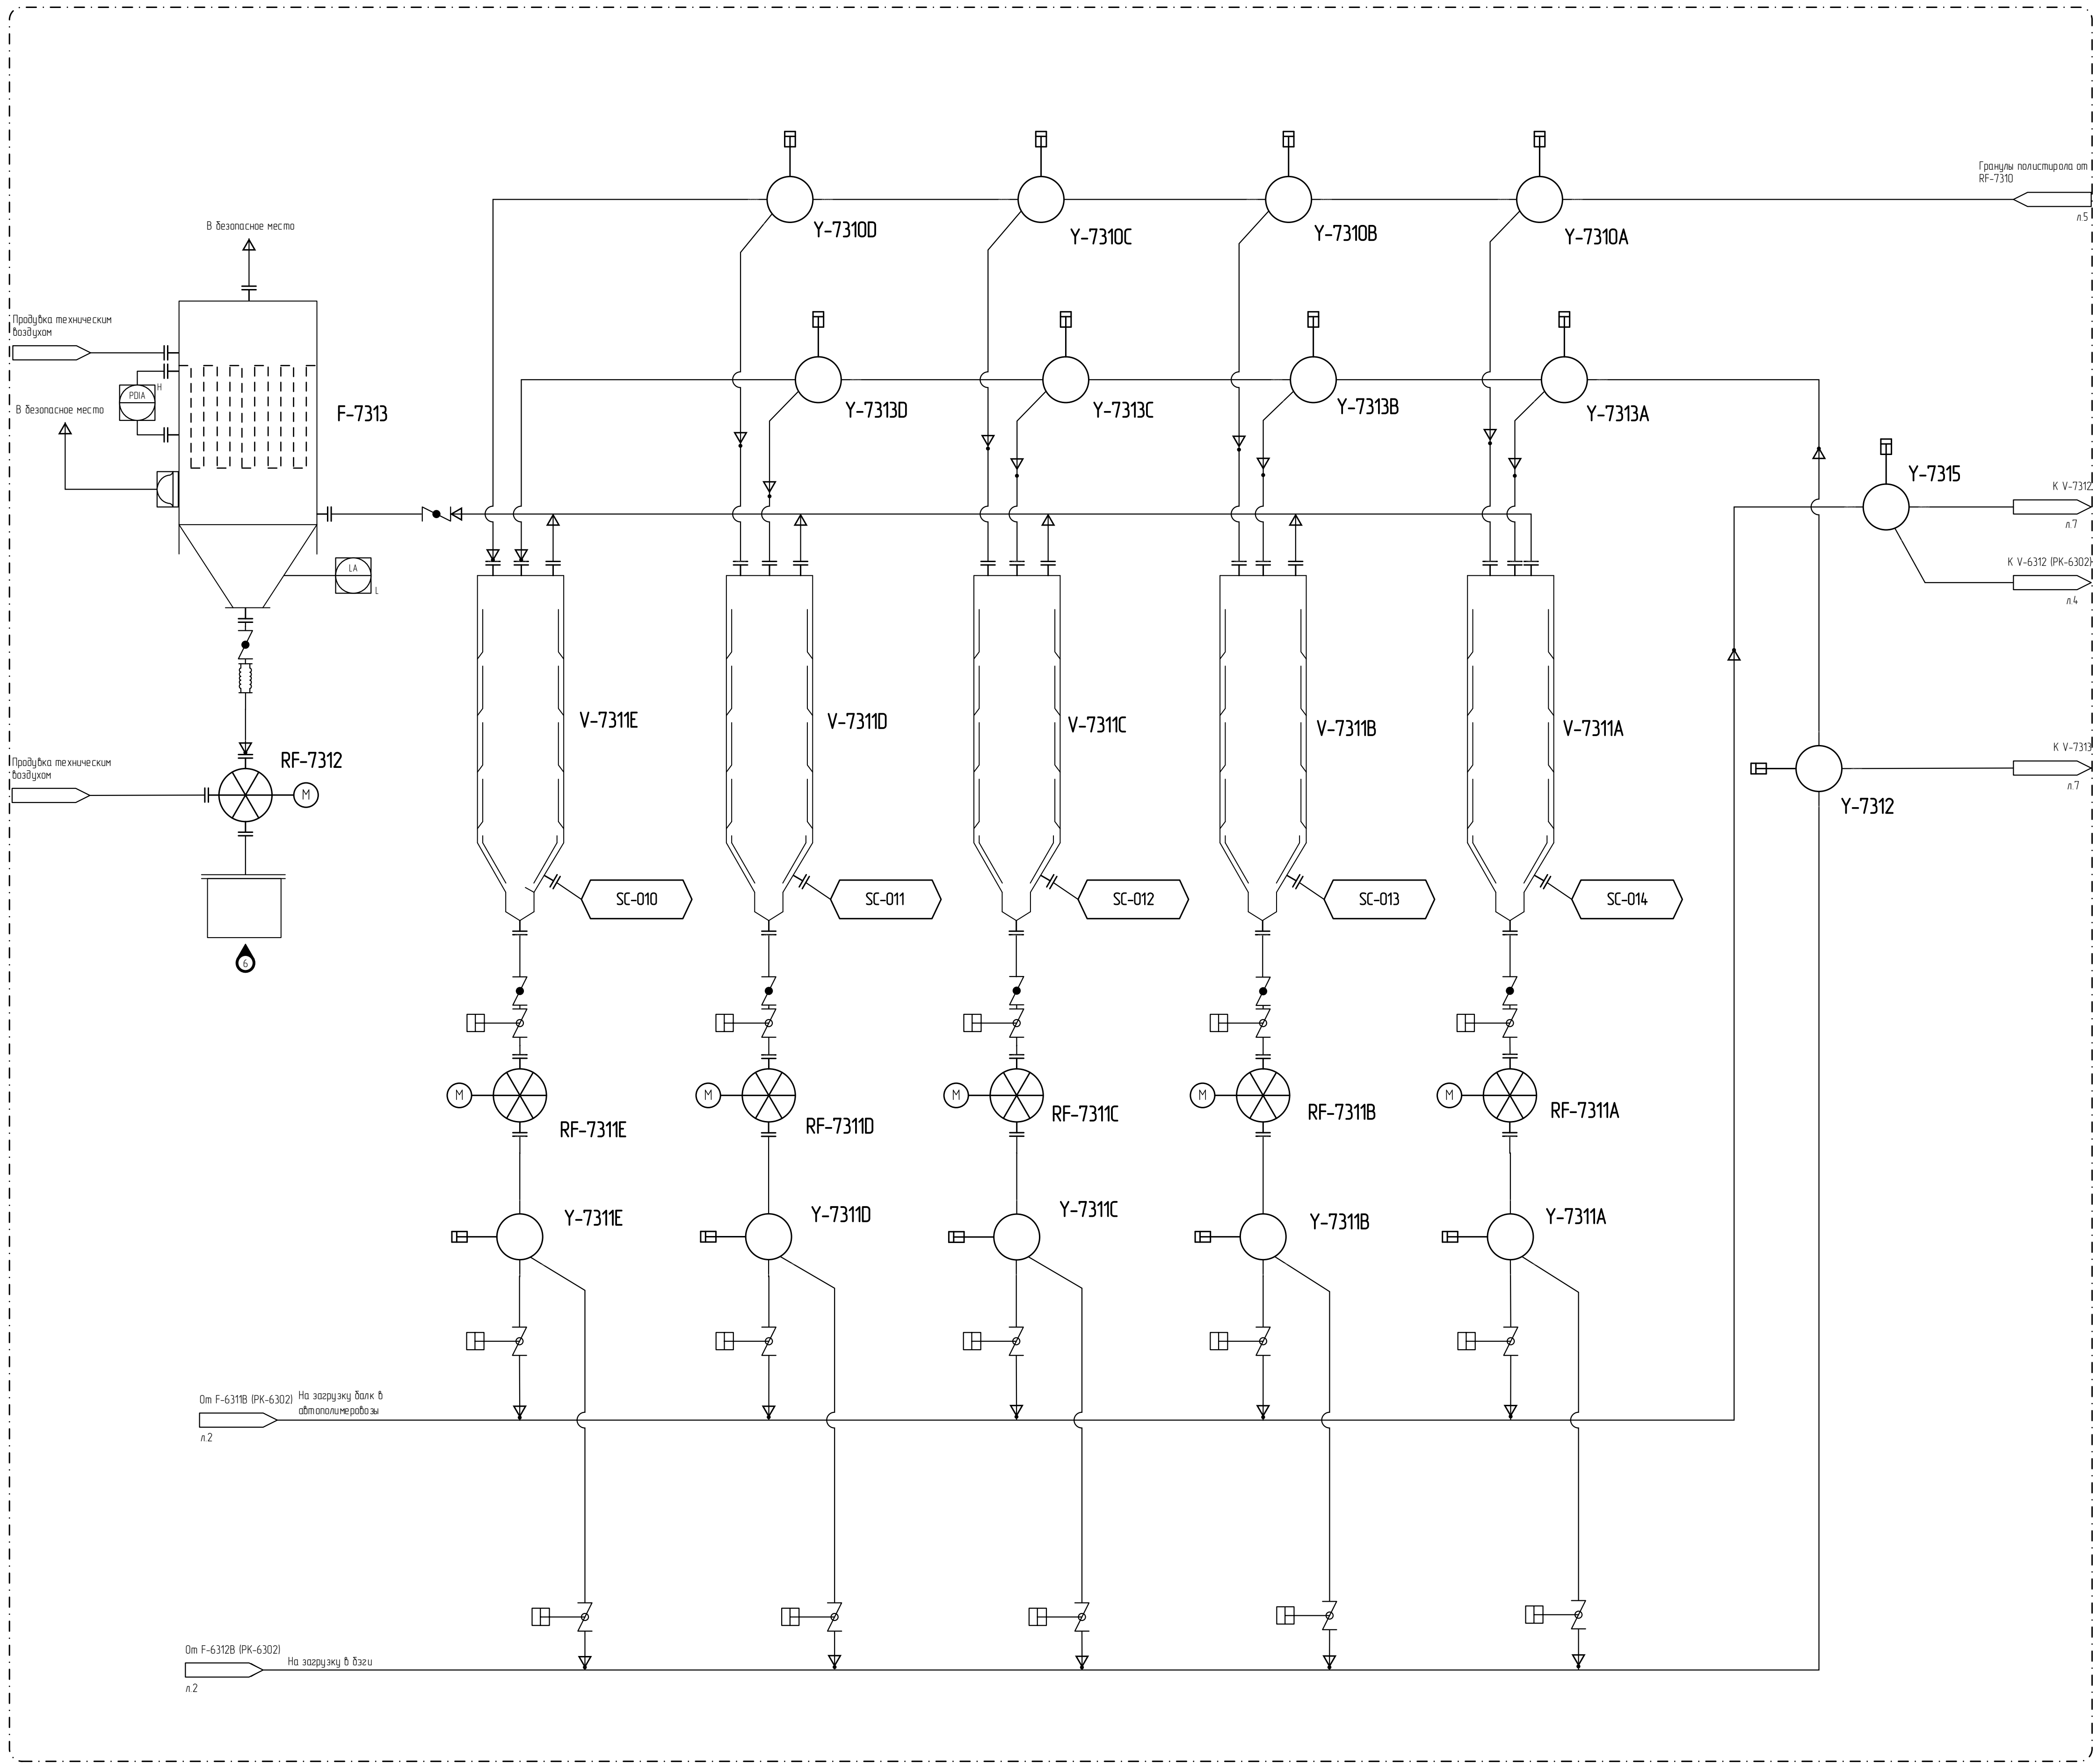 Гранулы полистирола от
RF-7310
л.5
Y-7310D
Y-7310C
Y-7310B
Y-7310A
В безопасное место
Продувка техническим
воздухом
PDIA
H
В безопасное место
F-7313
Y-7313D
Y-7313C
Y-7313B
Y-7313A
Y-7315
К V-7312
л.7
К V-6312 (РК-6302)
л.4
LA
L
V-7311E
V-7311D
V-7311C
V-7311B
V-7311A
RF-7312
Продувка техническим
воздухом
M
К V-7313
л.7
Y-7312
SC-010
SC-011
SC-012
SC-013
SC-014
6
M
M
M
M
M
RF-7311E
RF-7311D
RF-7311C
RF-7311B
RF-7311A
Y-7311E
Y-7311D
Y-7311C
Y-7311B
Y-7311A
От F-6311B (РК-6302)
На загрузку балк в
автополимеровозы
л.2
От F-6312B (РК-6302)
На загрузку в бэги
л.2